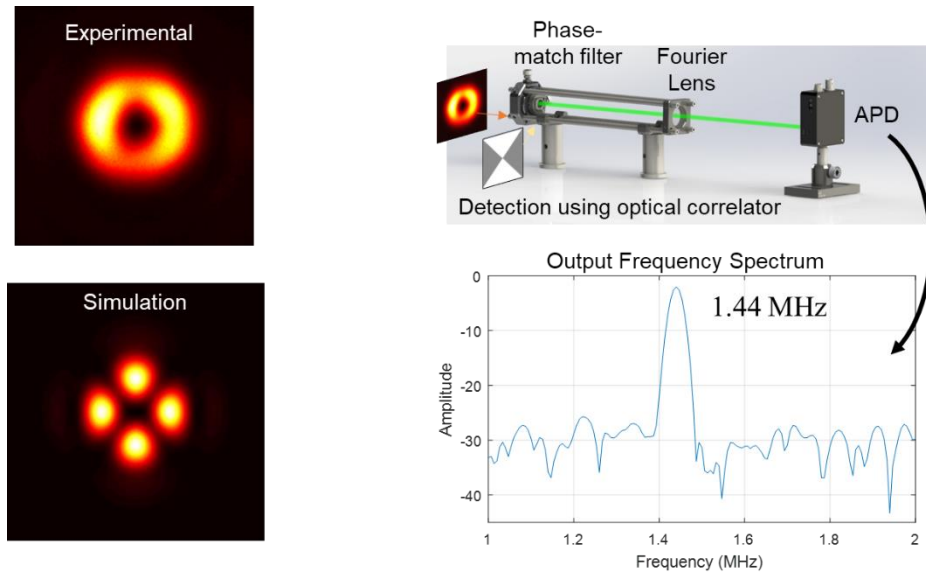 Experimental
Simulation
Phase-
match filter
Fourier
Lens
APD
Detection using optical correlator
Output Frequency Spectrum
1.44 MHz
Amplitude
0
-10
-20
-30
-40
1
1.2
1.4
1.6
1.8
2
Frequency (MHz)